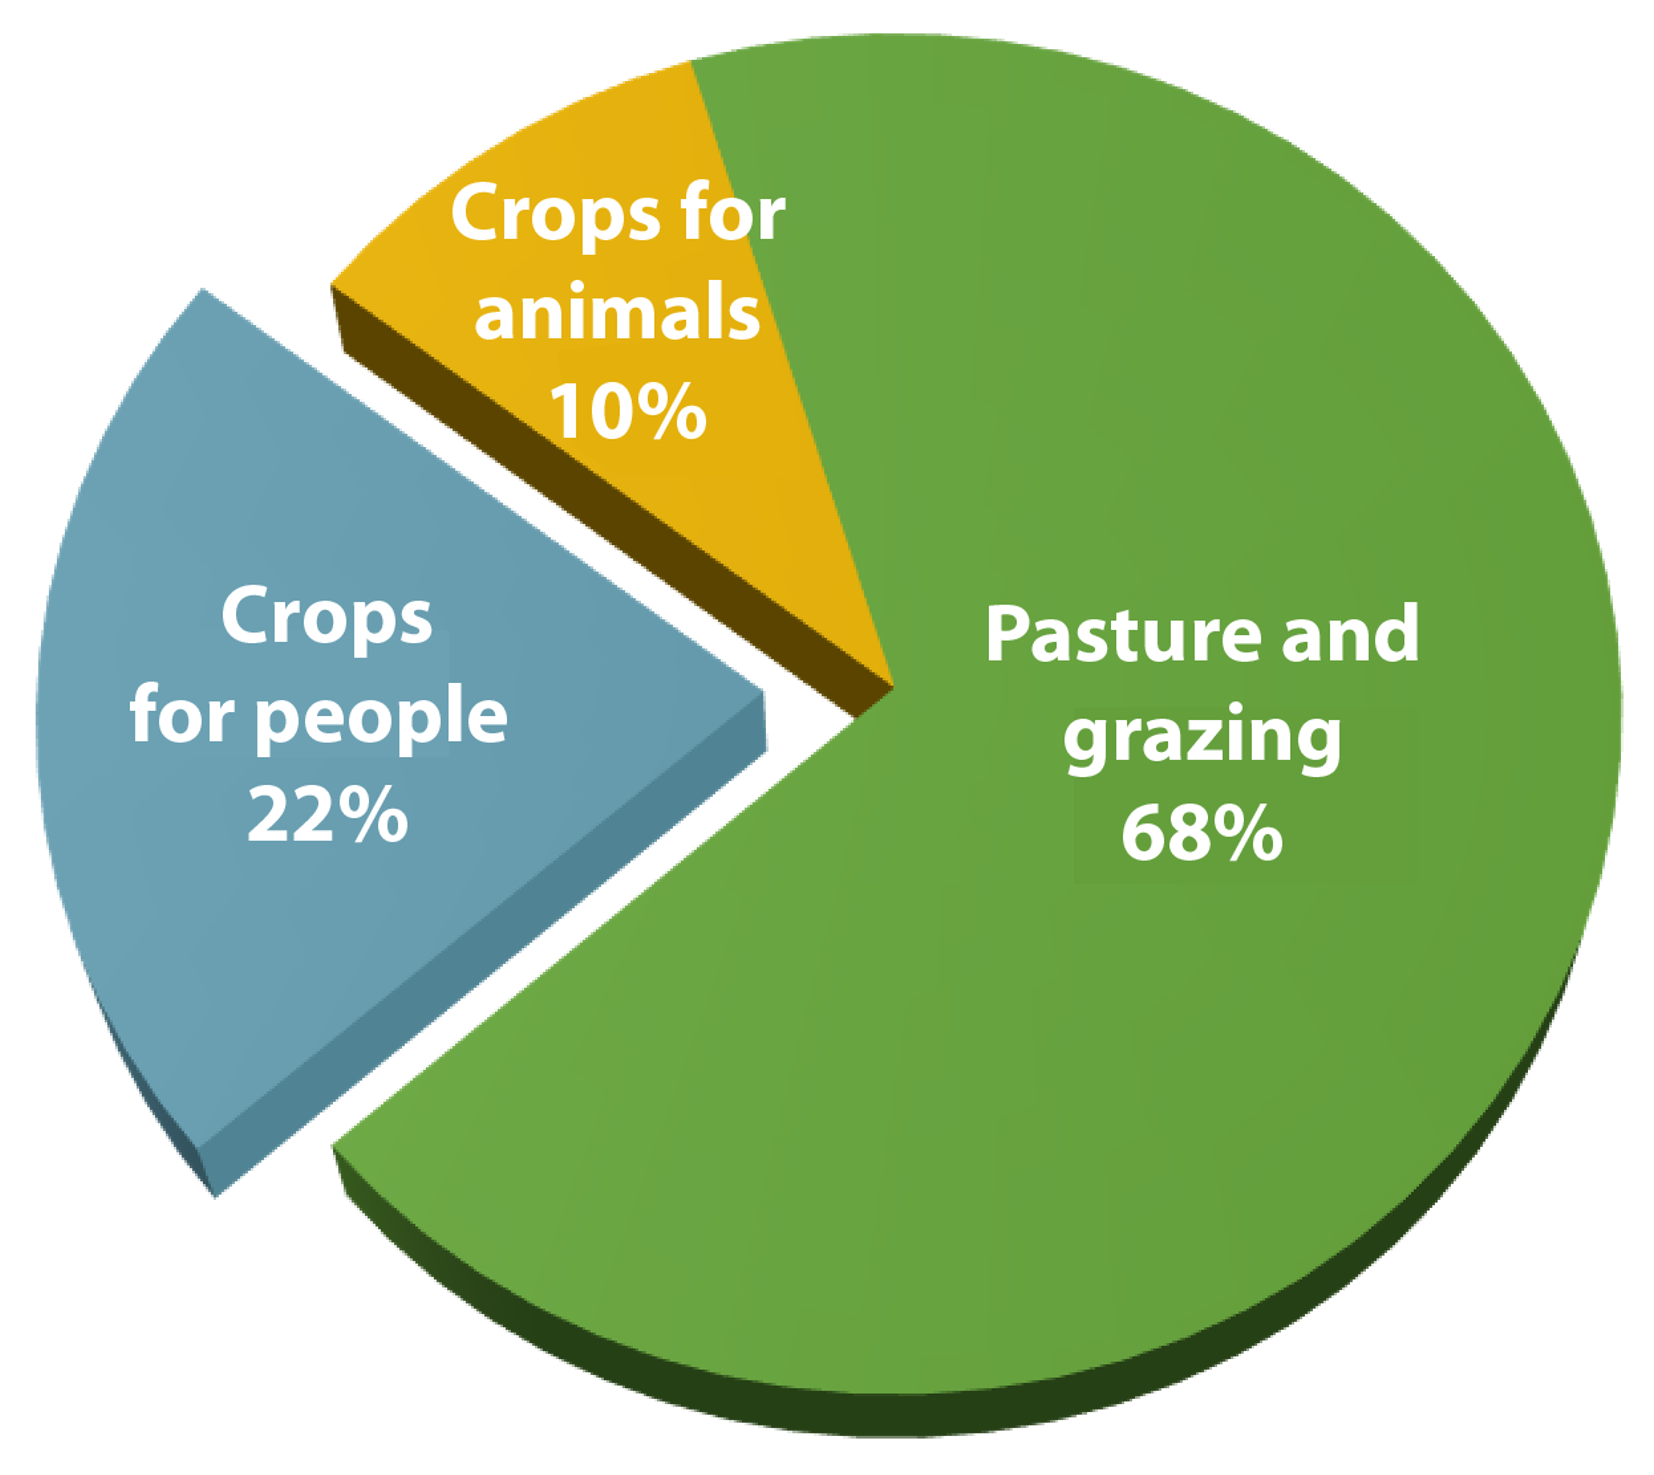 Crops for
animals
10%
Crops
for people
22%
Pasture and
grazing
68%